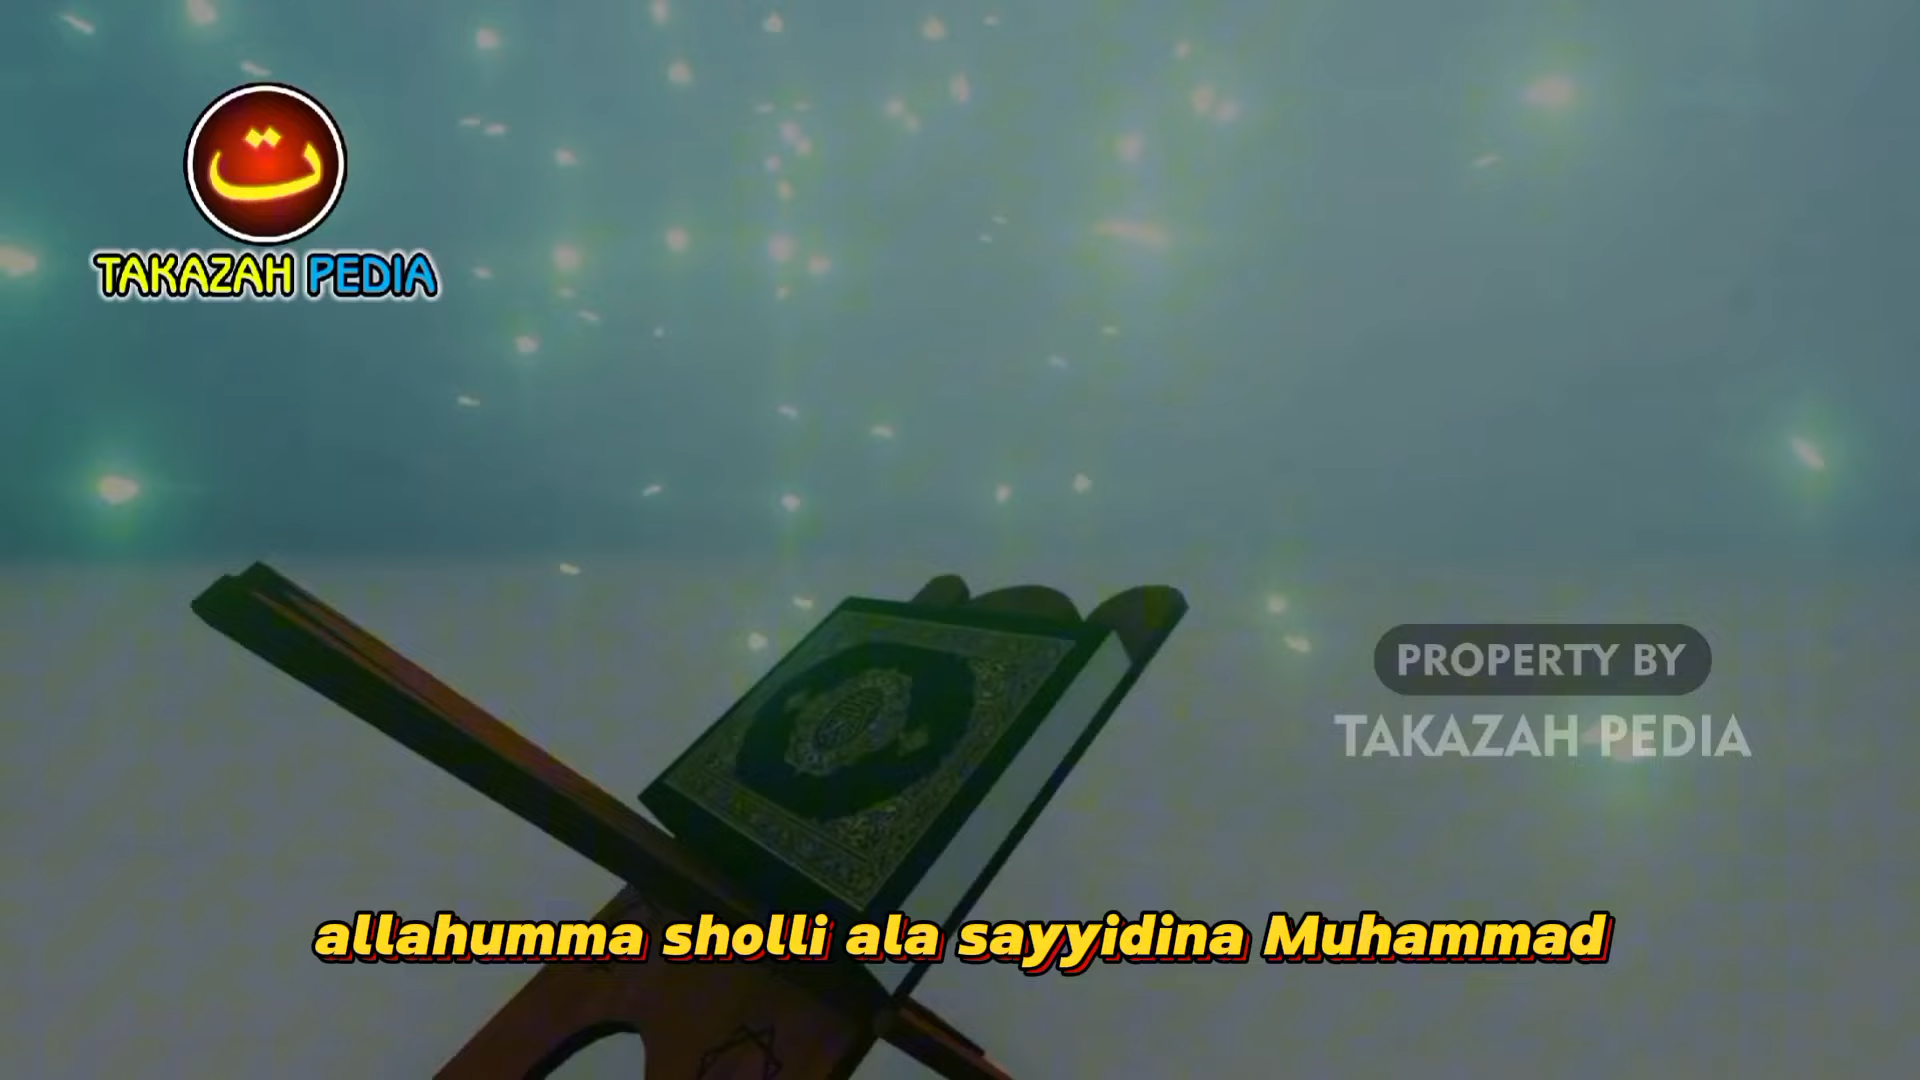 ت
TAKAZAH PEDIA
PROPERTY BY
TAKAZAH PEDIA
allahumma sholli ala sayyidina Muhammad